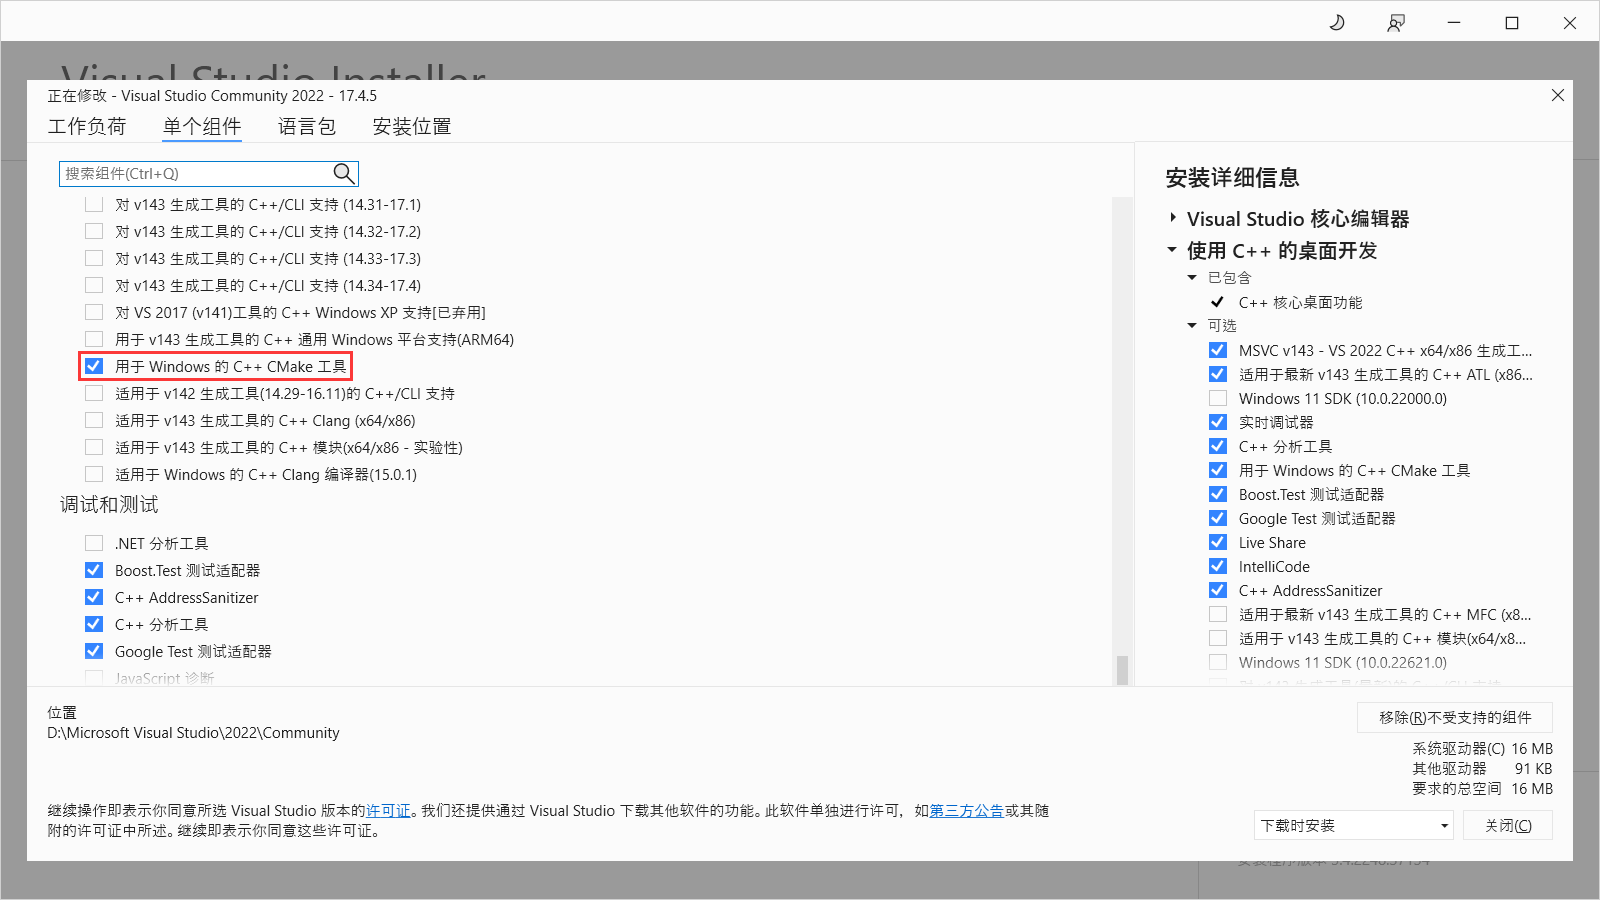 Visual Studio Installer
正在修改 - Visual Studio Community 2022 - 17.4.5
工作负荷 单个组件 语言包 安装位置
搜索组件(Ctrl+Q)
对 v143 生成工具的 C++/CLI 支持 (14.31-17.1)
对 v143 生成工具的 C++/CLI 支持 (14.32-17.2)
对 v143 生成工具的 C++/CLI 支持 (14.33-17.3)
对 v143 生成工具的 C++/CLI 支持 (14.34-17.4)
对 VS 2017 (v141)工具的 C++ Windows XP 支持[已弃用]
用于 v143 生成工具的 C++ 通用 Windows 平台支持(ARM64)
用于 Windows 的 C++ CMake 工具
适用于 v142 生成工具(14.29-16.11)的 C++/CLI 支持
适用于 v143 生成工具的 C++ Clang (x64/x86)
适用于 v143 生成工具的 C++ 模块(x64/x86 - 实验性)
适用于 Windows 的 C++ Clang 编译器(15.0.1)
调试和测试
.NET 分析工具
Boost.Test 测试适配器
C++ AddressSanitizer
C++ 分析工具
Google Test 测试适配器
JavaScript 诊断
安装详细信息
Visual Studio 核心编辑器
使用 C++ 的桌面开发
已包含
C++ 核心桌面功能
可选
MSVC v143 - VS 2022 C++ x64/x86 生成工...
适用于最新 v143 生成工具的 C++ ATL (x86...
Windows 11 SDK (10.0.22000.0)
实时调试器
C++ 分析工具
用于 Windows 的 C++ CMake 工具
Boost.Test 测试适配器
Google Test 测试适配器
Live Share
IntelliCode
C++ AddressSanitizer
适用于最新 v143 生成工具的 C++ MFC (x8...
适用于 v143 生成工具的 C++ 模块(x64/x8...
Windows 11 SDK (10.0.22621.0)
位置
D:\Microsoft Visual Studio\2022\Community
移除(R)不受支持的组件
系统驱动器(C) 16 MB
其他驱动器 91 KB
要求的总空间 16 MB
继续操作即表示你同意所选 Visual Studio 版本的许可证。我们还提供通过 Visual Studio 下载其他软件的功能。此软件单独进行许可，如第三方公告或其随
附的许可证中所述。继续即表示你同意这些许可证。
下载时安装
关闭(C)